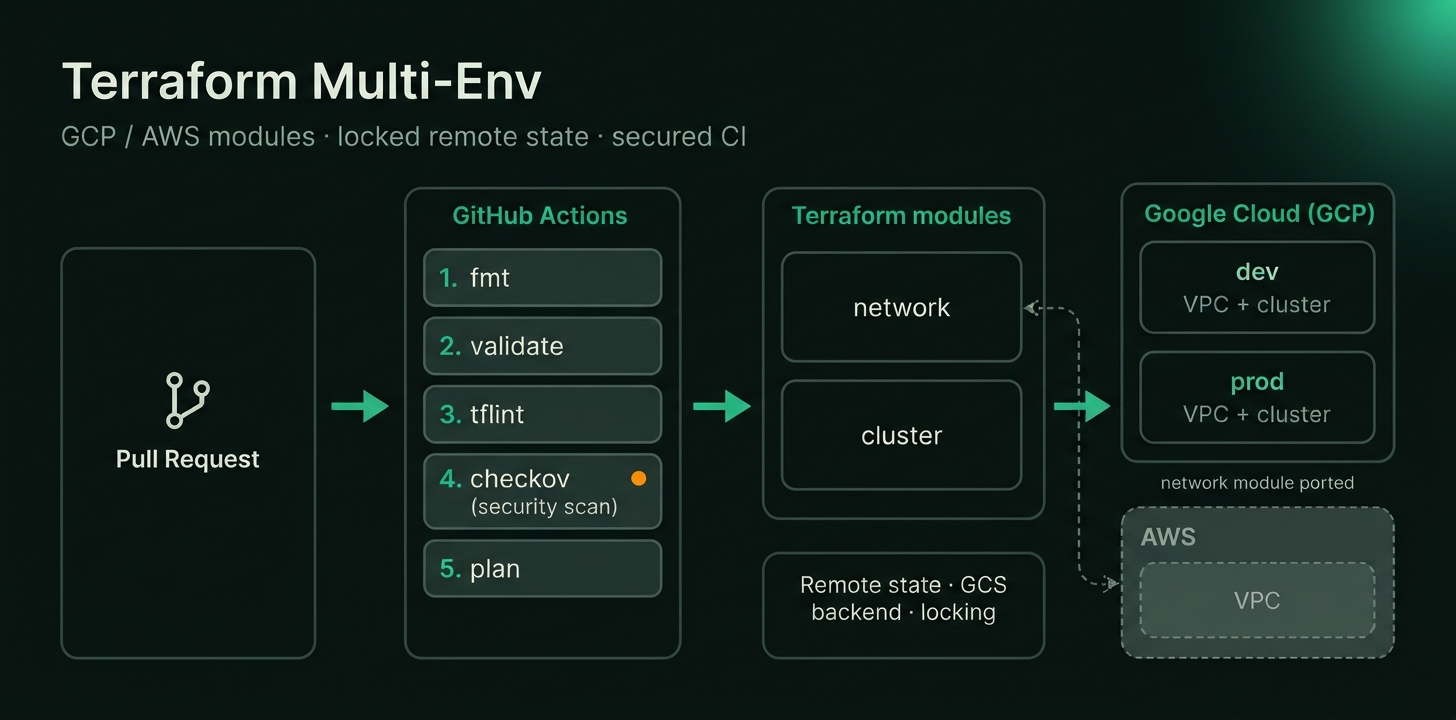 Terraform Multi-Env
GCP / AWS modules · locked remote state · secured CI
Pull Request
GitHub Actions
1. fmt
2. validate
3. tflint
4. checkov
(security scan)
5. plan
Terraform modules
network
cluster
Remote state · GCS
backend · locking
Google Cloud (GCP)
dev
VPC + cluster
prod
VPC + cluster
network module ported
AWS
VPC